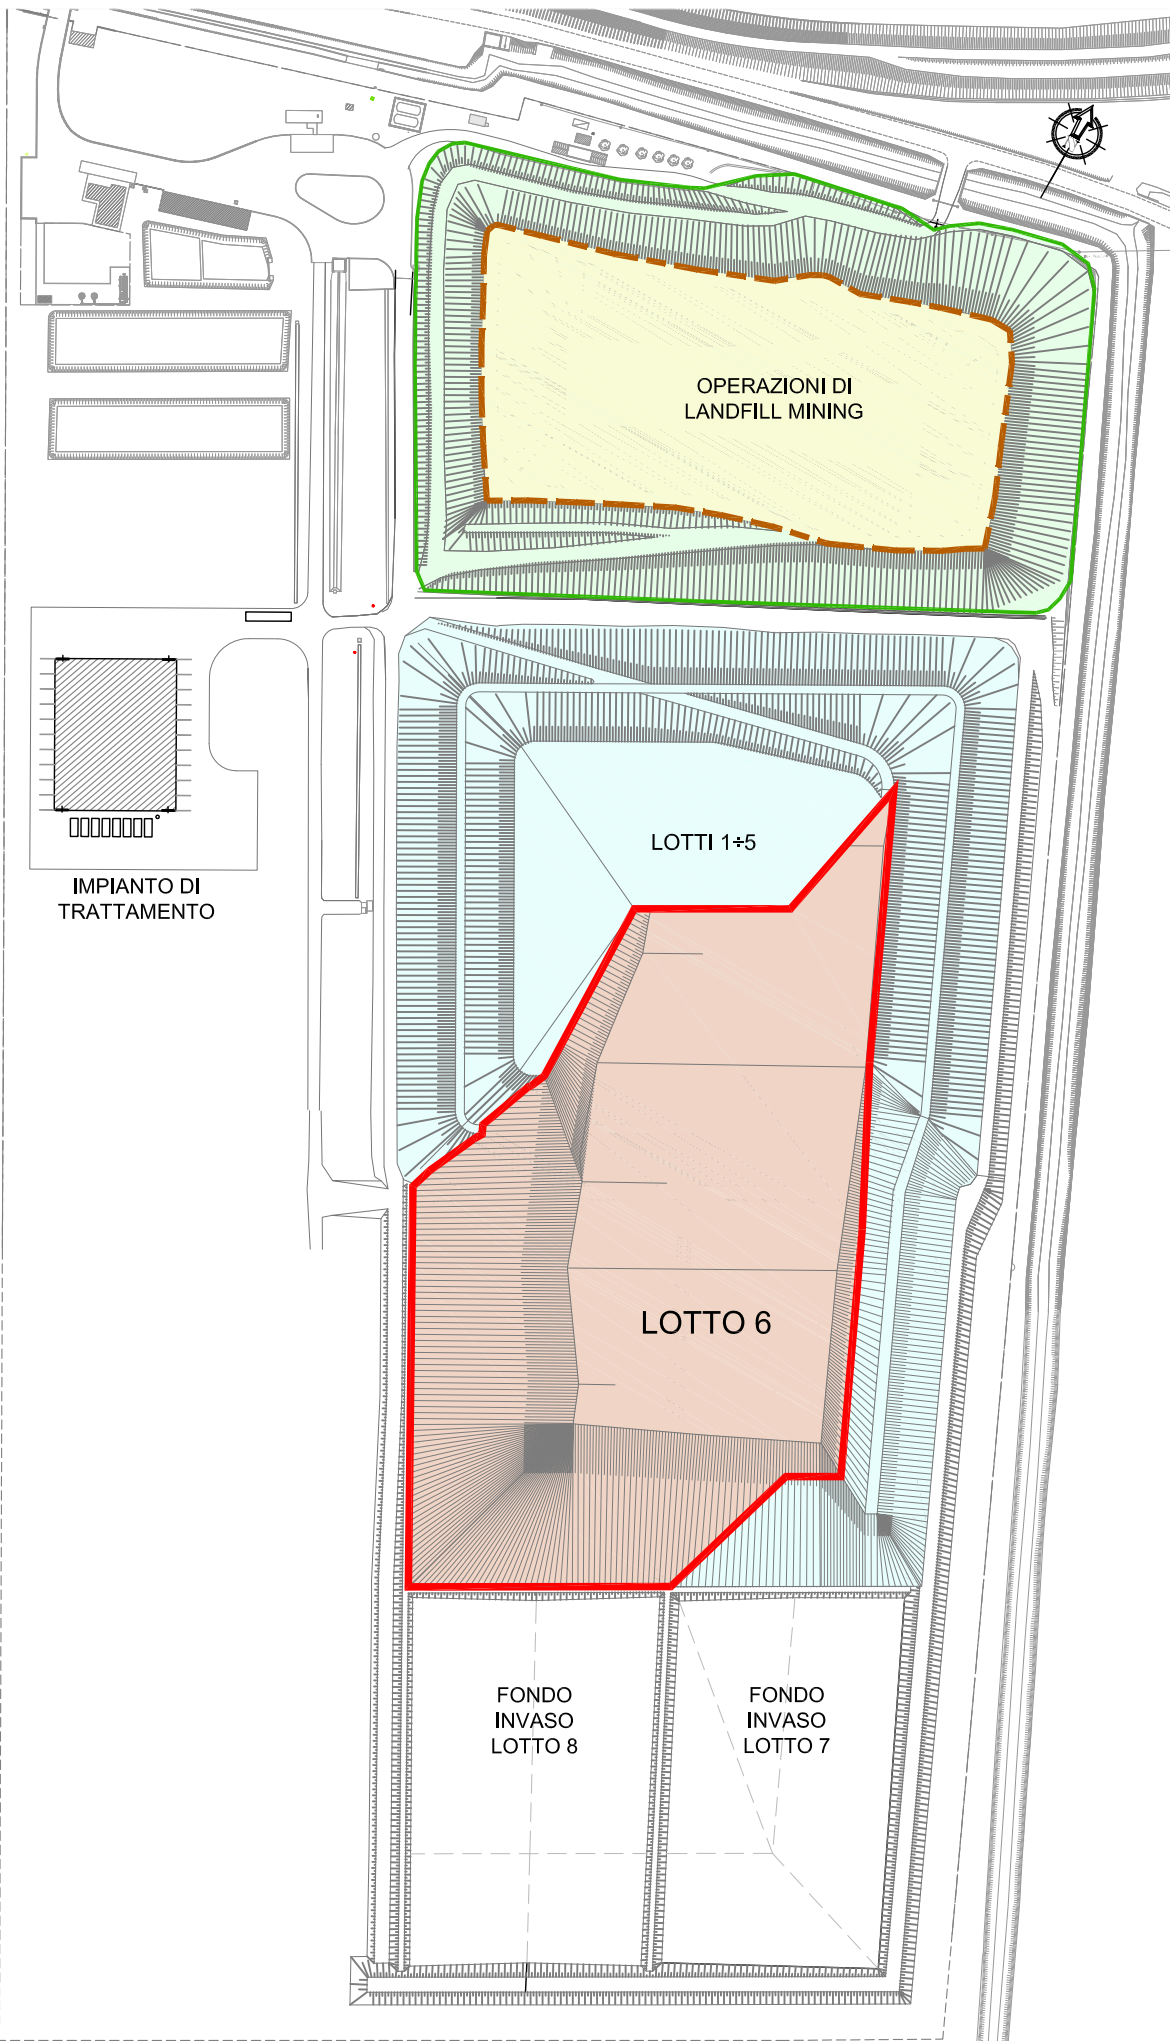 OPERAZIONI DI
LANDFILL MINING
LOTTI 1÷5
IMPIANTO DI
TRATTAMENTO
LOTTO 6
FONDO
INVASO
LOTTO 8
FONDO
INVASO
LOTTO 7